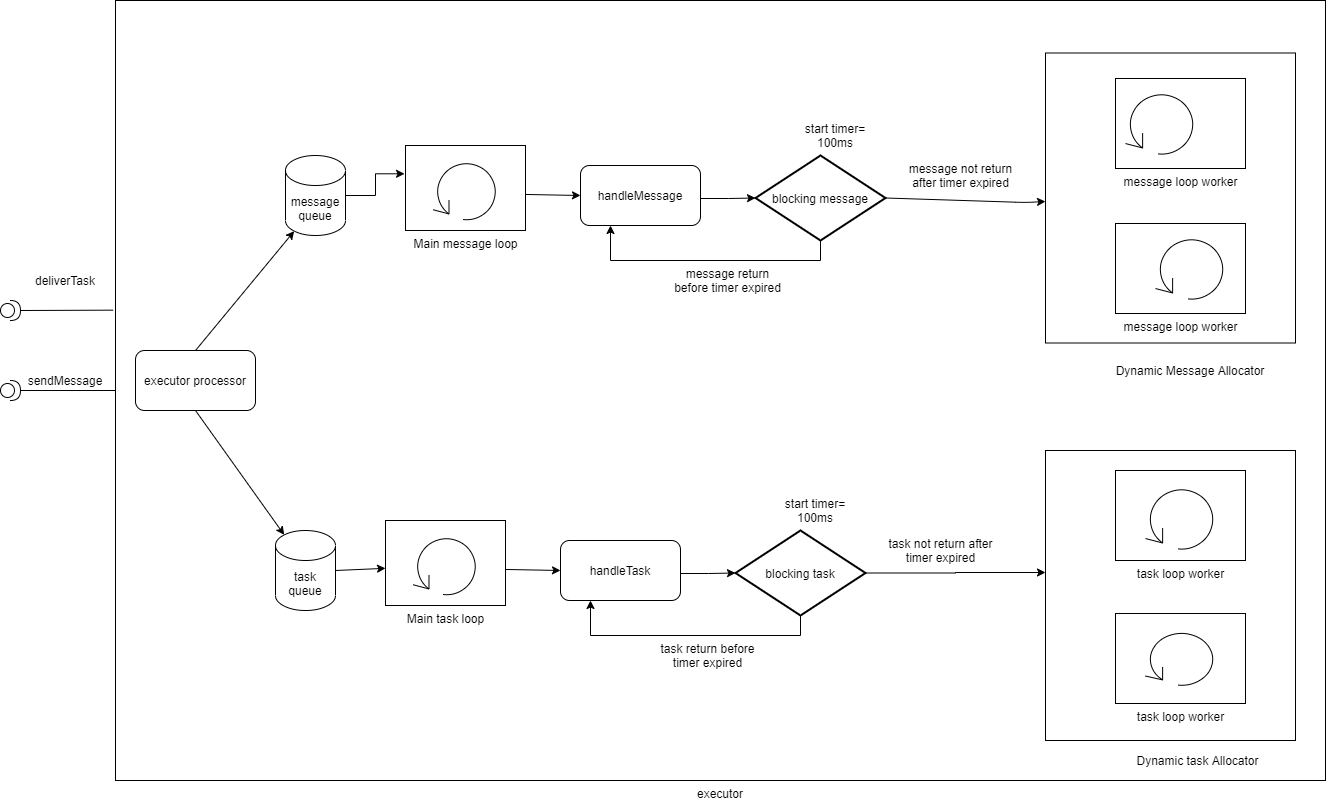 start timer=
100ms
message not return
after timer expired
message
queue
handleMessage
blocking message
message loop worker
Main message loop
message return
before timer expired
deliverTask
message loop worker
sendMessage
executor processor
Dynamic Message Allocator
start timer=
100ms
task not return after
timer expired
task
queue
handleTask
blocking task
task loop worker
Main task loop
task return before
timer expired
task loop worker
Dynamic task Allocator
executor